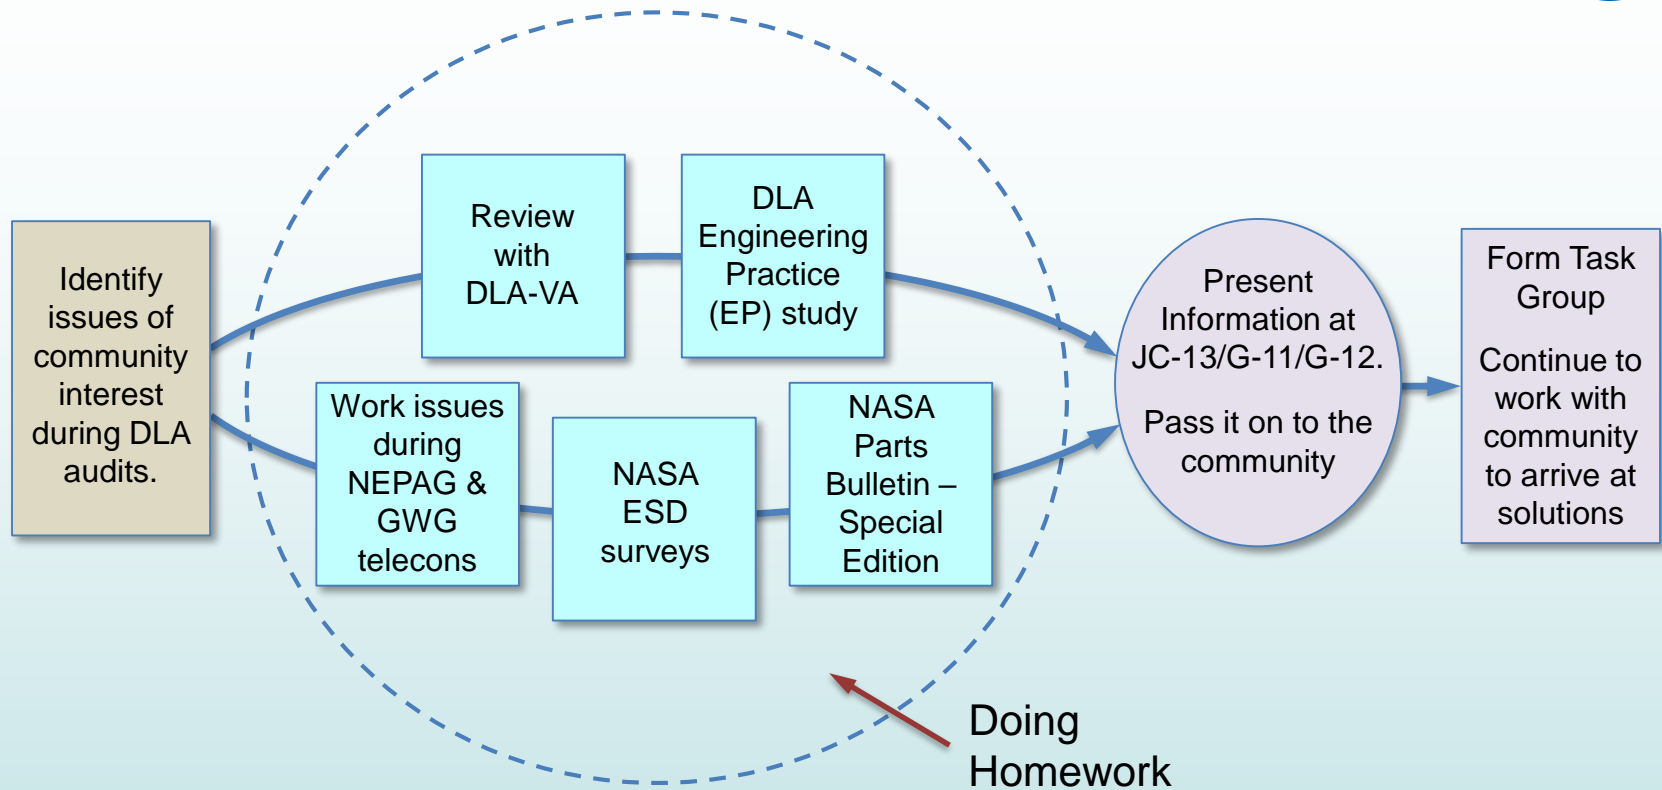 Identify
issues of
community
interest
during DLA
audits.
Review
with
DLA-VA
DLA
Engineering
Practice
(EP) study
Work issues
during
NEPAG &
GWG
telecons
NASA
ESD
surveys
NASA
Parts
Bulletin –
Special
Edition
Present
Information at
JC-13/G-11/G-12.
Pass it on to the
community
Form Task
Group
Continue to
work with
community
to arrive at
solutions
Doing
Homework